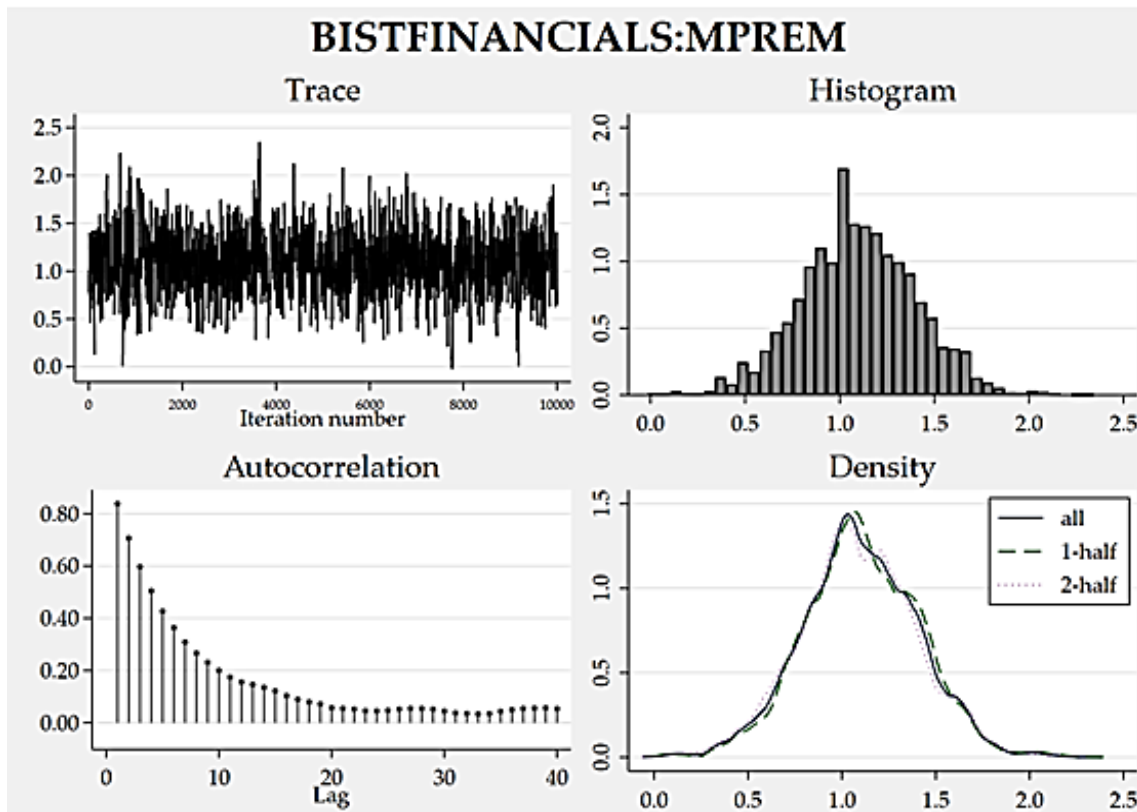 BISTFINANCIALS:MPREM
Trace
2.5
2.0
1.5
1.0
0.5
0.0
0 2000 4000 6000 8000 10000
Iteration number
Histogram
2.0
1.5
1.0
0.5
0.0
0.0 0.5 1.0 1.5 2.0 2.5
Autocorrelation
0.80
0.60
0.40
0.20
0.00
0 10 20 30 40
Lag
Density
1.5
1.0
0.5
0.0
0.0 0.5 1.0 1.5 2.0 2.5
all
1-half
2-half